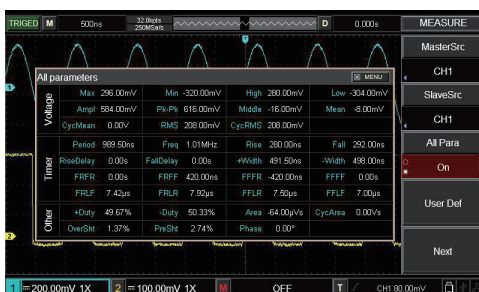 TRIGED M 500ns 32.0kpts 250MSa/s D 0.000s MEASURE
MasterSrc
CH1
SlaveSrc
CH1
All Para
On
User Def
Next
All parameters MENU
Voltage
Max 296.00mV Min -320.00mV High 280.00mV Low -304.00mV
Ampl 584.00mV Pk-Pk 616.00mV Middle -16.00mV Mean -8.00mV
CycMean 0.00V RMS 208.00mV CycRMS 208.00mV
Timer
Period 989.50ns Freq 1.01MHz Rise 280.00ns Fall 292.00ns
RiseDelay 0.00s FallDelay 0.00s +Width 491.50ns -Width 498.00ns
FRFR 0.00s FRFF 420.00ns FFFR -420.00ns FFFF 0.00s
FRLF 7.42μs FRLR 7.92μs FFLR 7.50μs FFLF 7.00μs
Other
+Duty 49.67% -Duty 50.33% Area -64.00μVs CycArea 0.00Vs
OverSht 1.37% PreSht 2.74% Phase 0.00°
1
2
1 = 200.00mV 1X 2 = 100.00mV 1X M OFF T CH1 80.00mV